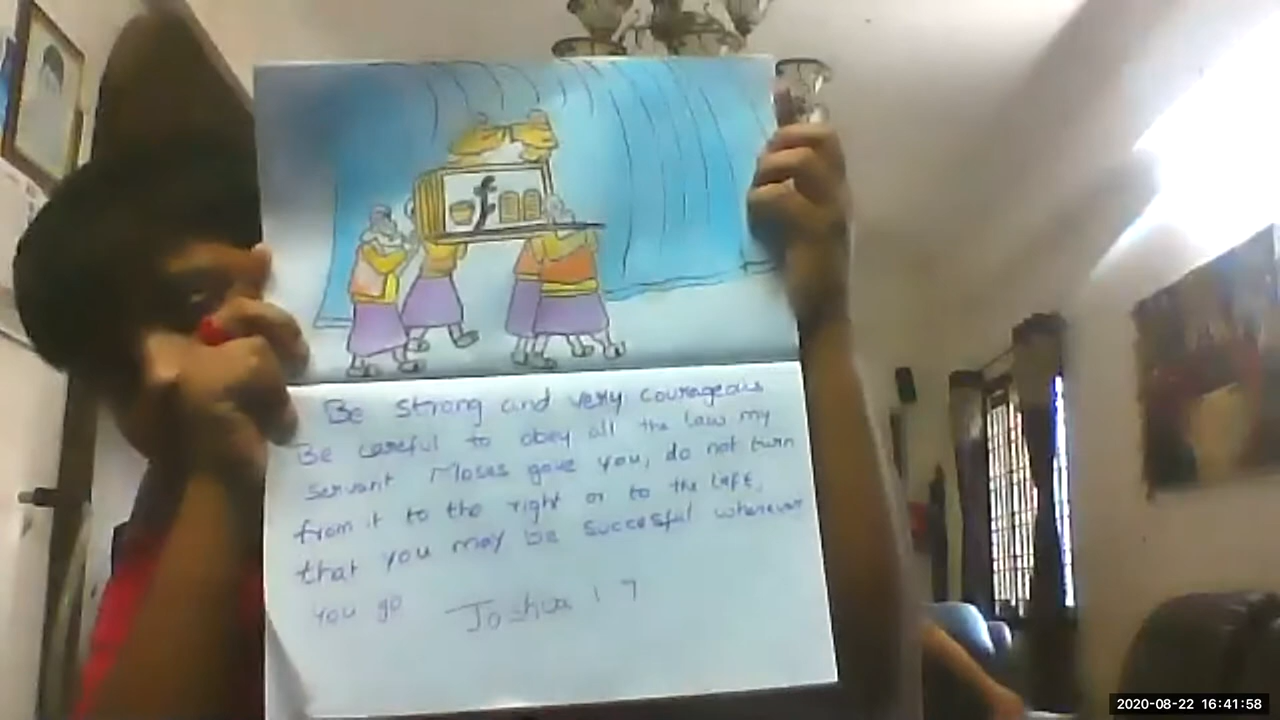 Be strong and very courageous
Be careful to obey all the law my
servant Moses gave you, do not turn
from it to the right or to the left,
that you may be succesful wherever
you go Joshua 1 7
2020-08-22 16:41:58